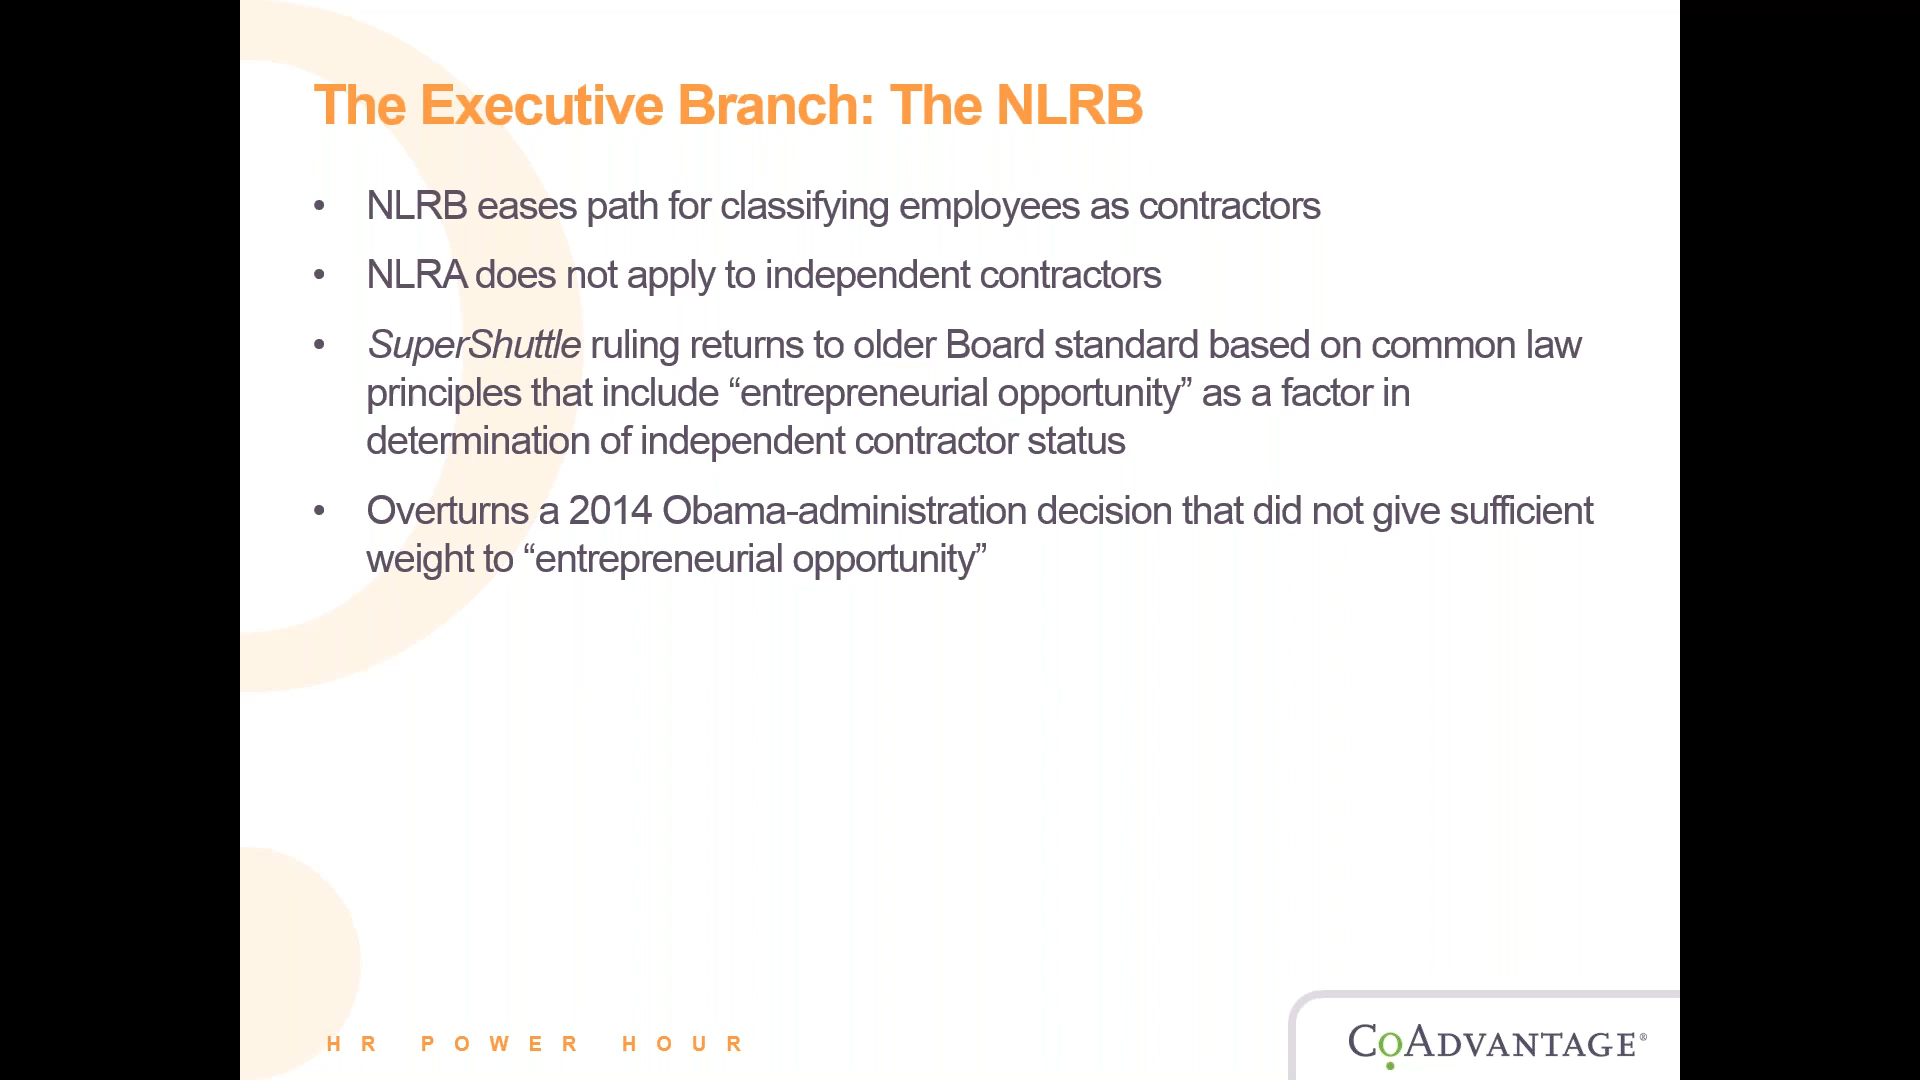 The Executive Branch: The NLRB
• NLRB eases path for classifying employees as contractors
• NLRA does not apply to independent contractors
• SuperShuttle ruling returns to older Board standard based on common law
principles that include “entrepreneurial opportunity” as a factor in
determination of independent contractor status
• Overturns a 2014 Obama-administration decision that did not give sufficient
weight to “entrepreneurial opportunity”
HR POWER HOUR
CoAdvantage®